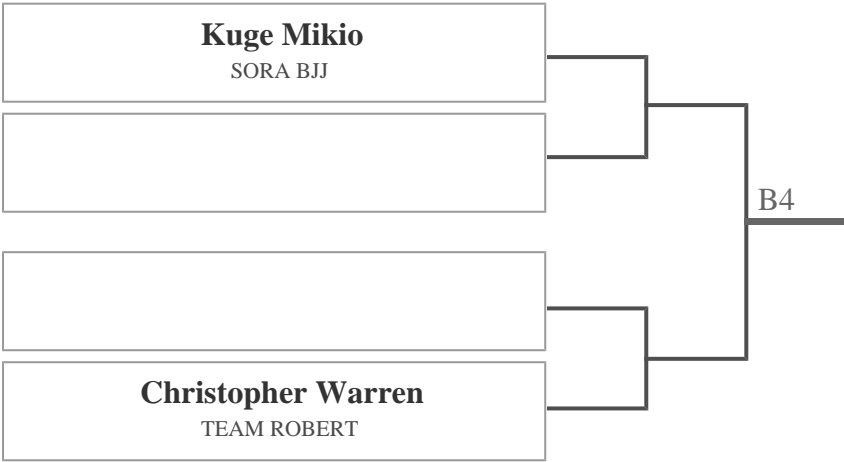 Kuge Mikio
SORA BJJ
B4
Christopher Warren
TEAM ROBERT